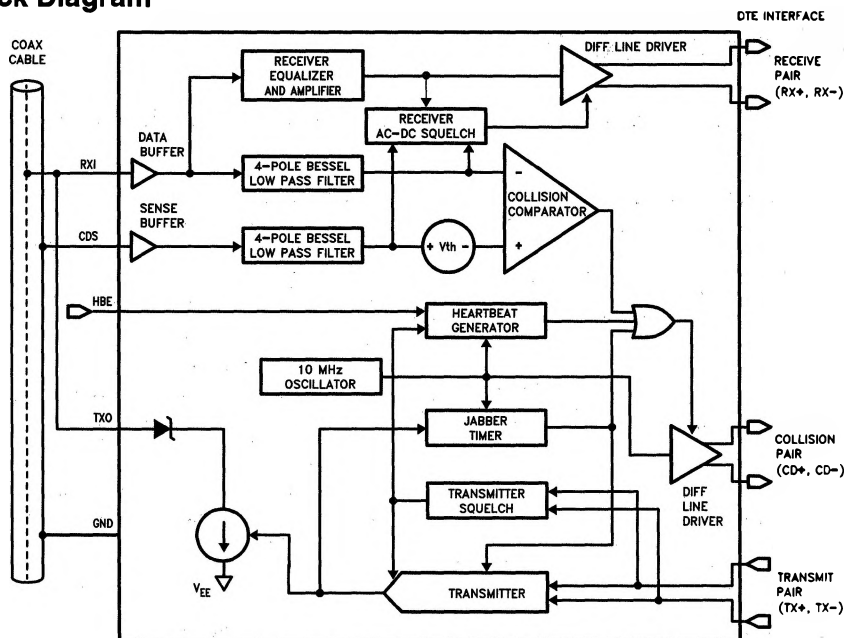 ck Diagram
DTE INTERFACE
COAX
CABLE
DIFF LINE DRIVER
RECEIVER
EQUALIZER
AND AMPLIFIER
RECEIVE
PAIR
(RX+, RX-)
RECEIVER
AC-DC SQUELCH
DATA
BUFFER
RXI
4-POLE BESSEL
LOW PASS FILTER
-
COLLISION
COMPARATOR
SENSE
BUFFER
CDS
4-POLE BESSEL
LOW PASS FILTER
+ Vth -
+
HBE
HEARTBEAT
GENERATOR
10 MHz
OSCILLATOR
TXO
JABBER
TIMER
COLLISION
PAIR
(CD+, CD-)
TRANSMITTER
SQUELCH
DIFF
LINE
DRIVER
GND
VEE
TRANSMITTER
TRANSMIT
PAIR
(TX+, TX-)